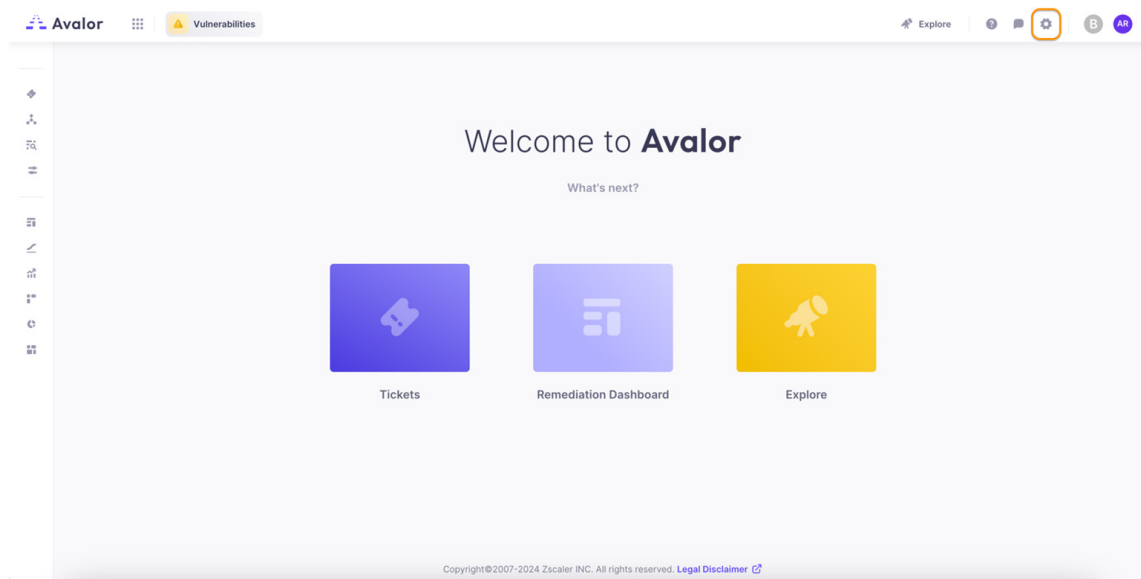 Avalor
Vulnerabilities
Explore
B
AR
Welcome to Avalor
What's next?
Tickets
Remediation Dashboard
Explore
Copyright©2007-2024 Zscaler INC. All rights reserved. Legal Disclaimer